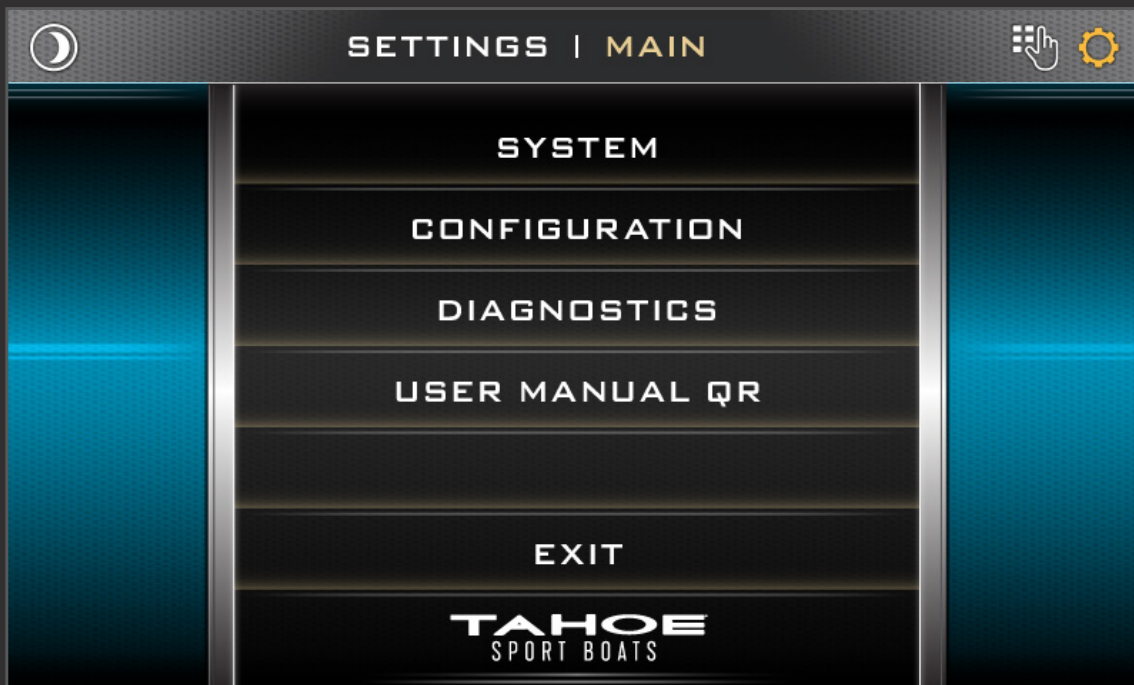 SETTINGS | MAIN
SYSTEM
CONFIGURATION
DIAGNOSTICS
USER MANUAL QR
EXIT
TAHOE
SPORT BOATS